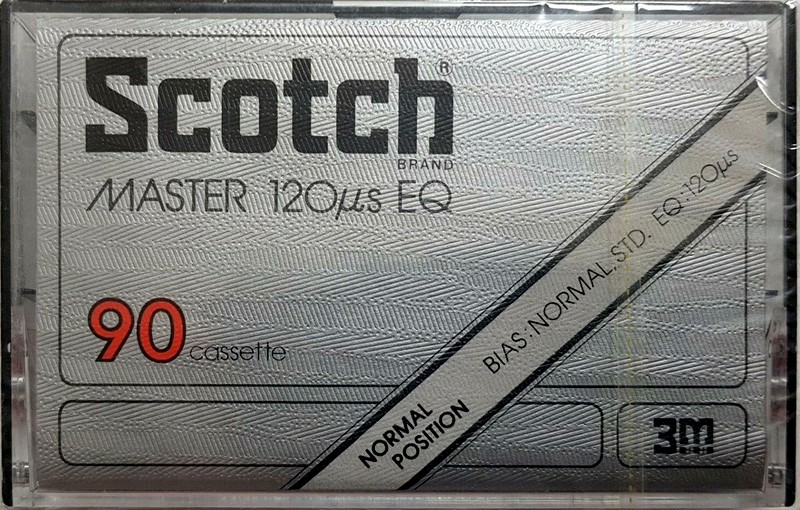 Scotch®
BRAND
MASTER 120µs EQ
90 cassette
NORMAL
POSITION
BIAS:NORMAL.STD. EQ:120µs
3M